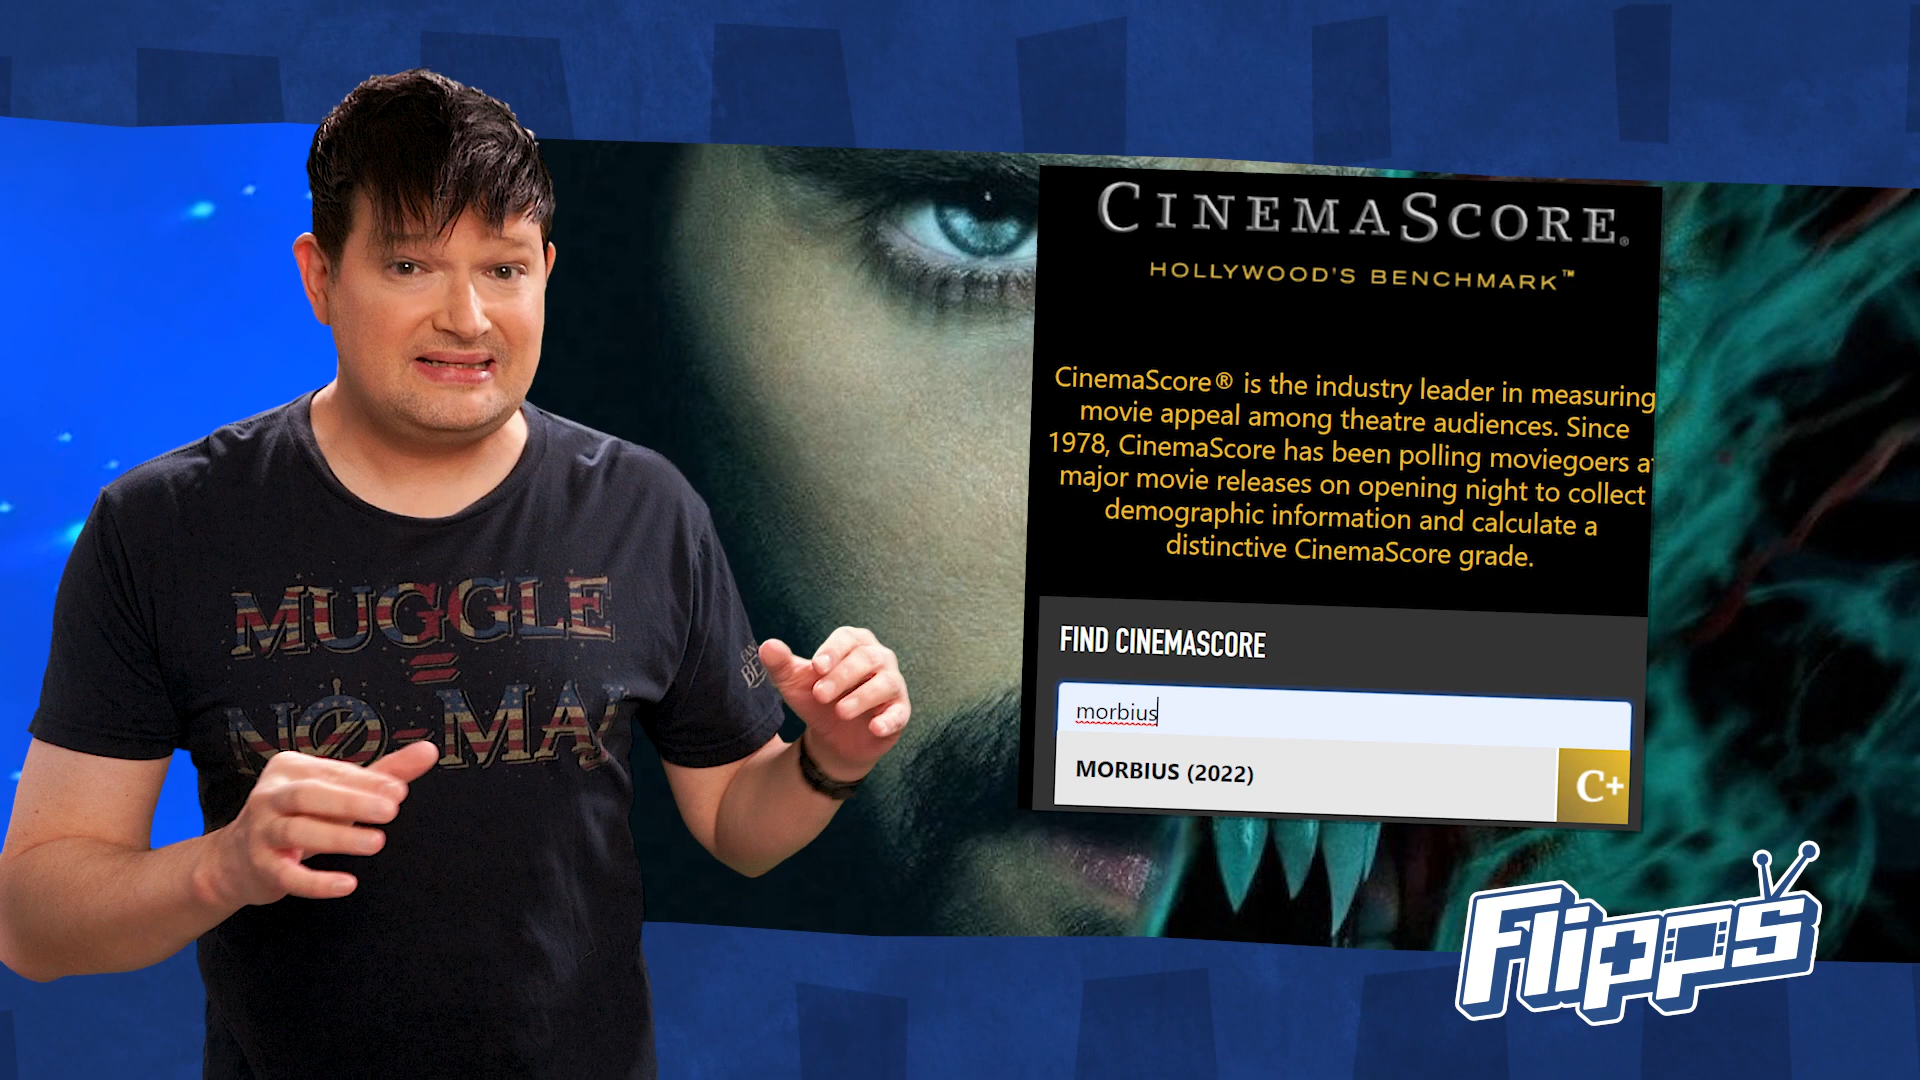 MUGGLE
=
NO-MAJ
CINEMASCORE®
HOLLYWOOD'S BENCHMARK™
CinemaScore® is the industry leader in measuring
movie appeal among theatre audiences. Since
1978, CinemaScore has been polling moviegoers
major movie releases on opening night to collect
demographic information and calculate a
distinctive CinemaScore grade.
FIND CINEMASCORE
morbius
MORBIUS (2022) C+
Flipps